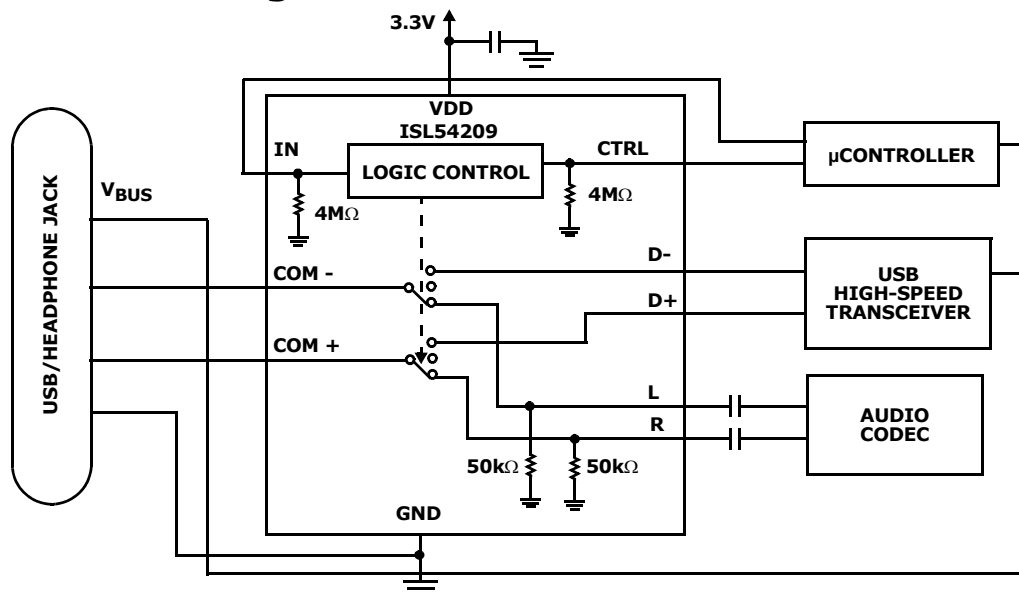 3.3V
VDD
ISL54209
IN
LOGIC CONTROL
CTRL
µCONTROLLER
4MΩ
4MΩ
VBUS
USB/HEADPHONE JACK
COM -
D-
USB
HIGH-SPEED
TRANSCEIVER
D+
COM +
L
R
AUDIO
CODEC
50kΩ
50kΩ
GND